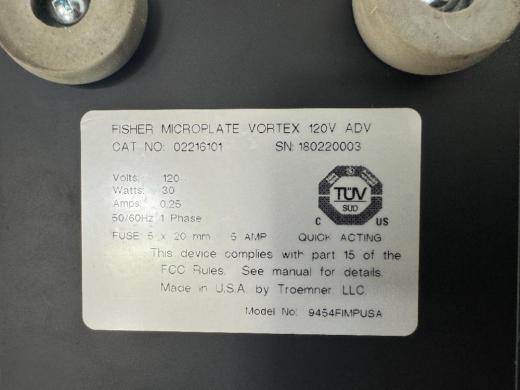 FISHER MICROPLATE VORTEX 120V ADV
CAT NO: 02216101 SN: 180220003
Volts: 120
Watts: 30
Amps: 0.25
50/60Hz 1 Phase
TÜV
SÜD
C US
FUSE 5 x 20 mm 5 AMP QUICK ACTING
This device complies with part 15 of the
FCC Rules. See manual for details.
Made in U.S.A. by Troemner, LLC.
Model No: 9454FIMPUSA